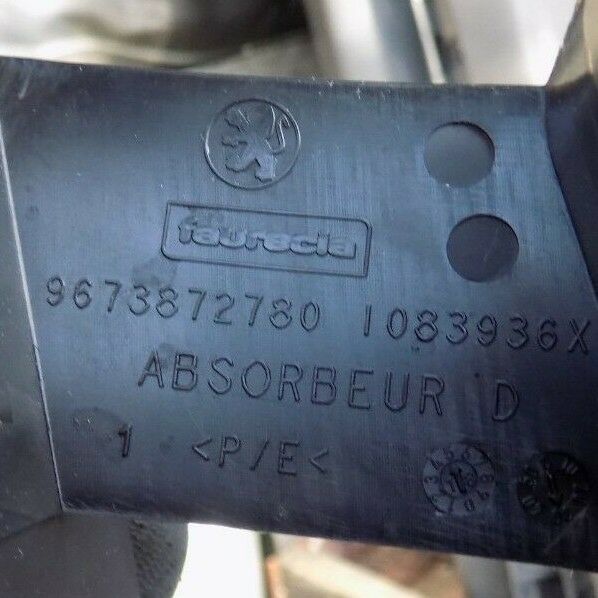 faurecia
9673872780 1083936X
ABSORBEUR D
1 <P/E<